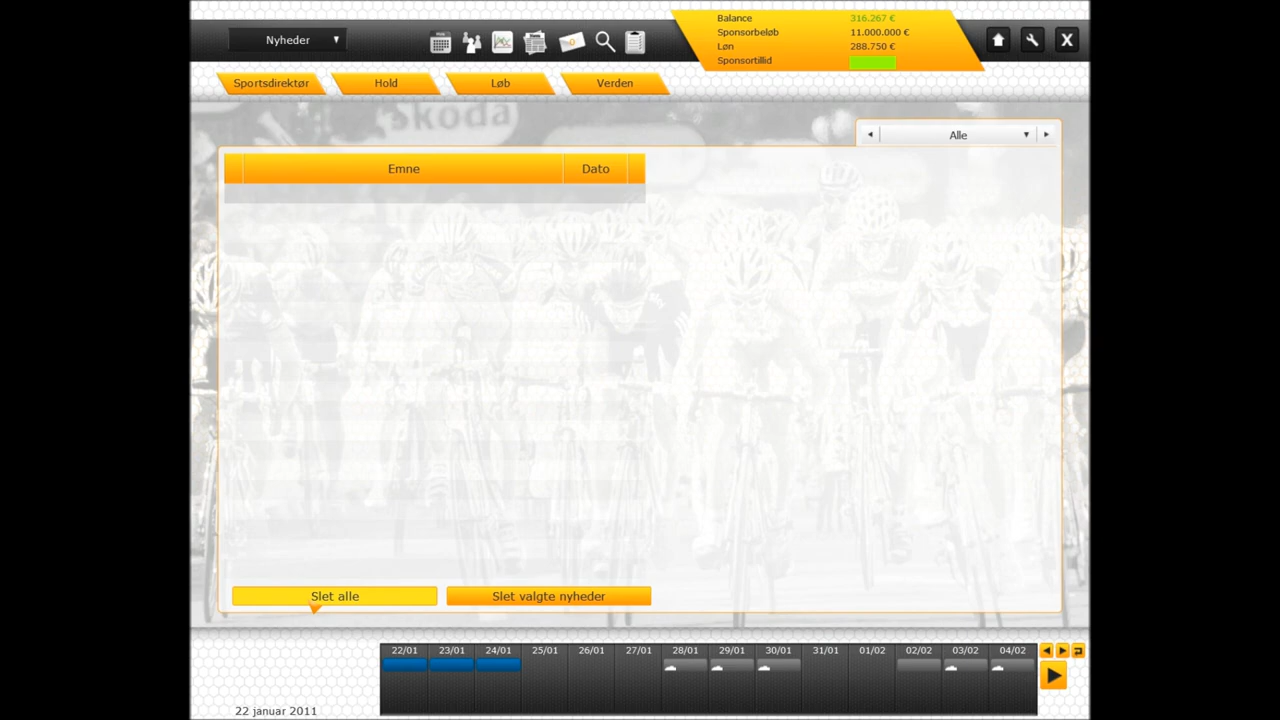 Nyheder
Balance 316.267 €
Sponsorbeløb 11.000.000 €
Løn 288.750 €
Sponsortillid
X
Sportsdirektør Hold Løb Verden
skoda
Alle
Emne Dato
Slet alle Slet valgte nyheder
22/01 23/01 24/01 25/01 26/01 27/01 28/01 29/01 30/01 31/01 01/02 02/02 03/02 04/02
22 januar 2011